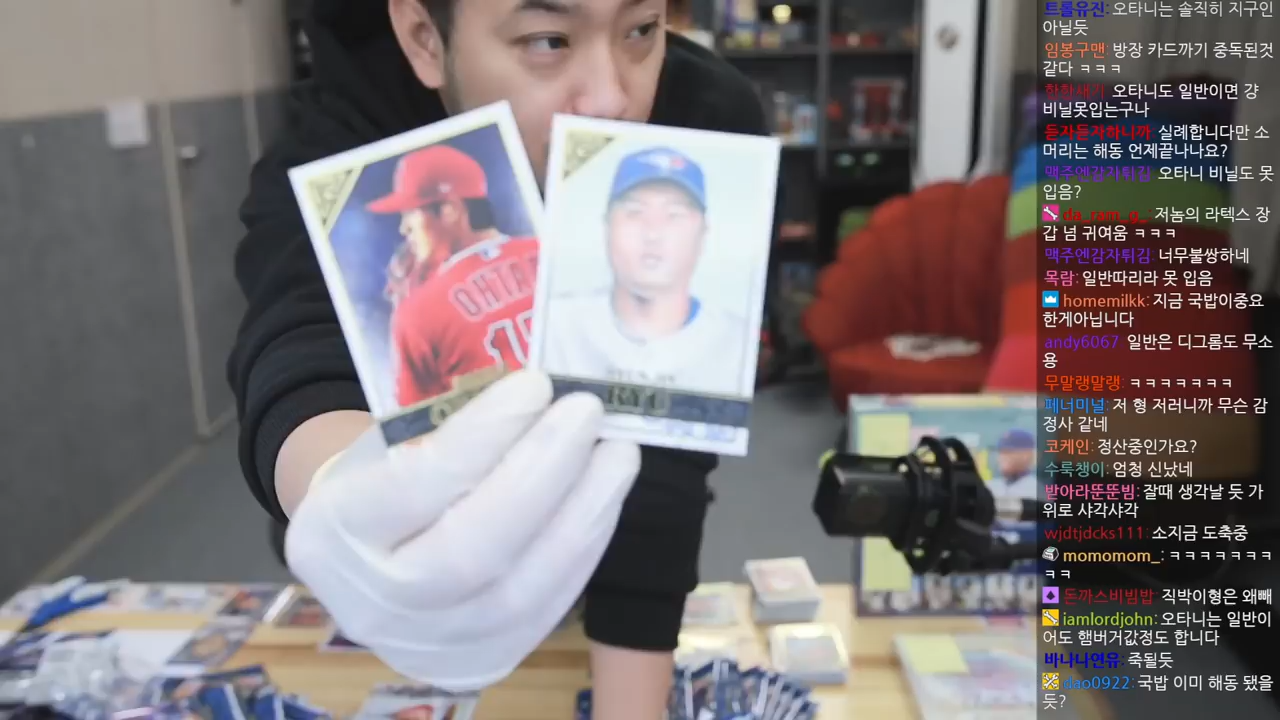 OHTANI
RYU
트롤유진: 오타니는 솔직히 지구인
아닐듯
임봉구맨: 방장 카드까기 중독된것
같다 ㅋㅋㅋ
오타니도 일반이면 걍
비닐못입는구나
듣자듣자하니까: 실례합니다만 소
머리는 해동 언제끝나나요?
맥주엔감자튀김: 오타니 비닐도 못
입음?
da_ram_g_: 저놈의 라텍스 장
갑 넘 귀여움 ㅋㅋㅋ
맥주엔감자튀김: 너무불쌍하네
목람: 일반따리라 못 입음
homemilkk: 지금 국밥이중요
한게아닙니다
andy6067: 일반은 디그롬도 무소
용
무말랭말랭: ㅋㅋㅋㅋㅋㅋㅋ
페너미널: 저 형 저러니까 무슨 감
정사 같네
코케인: 정산중인가요?
수룩챙이: 엄청 신났네
받아라뚠뚠빔: 잘때 생각날 듯 가
위로 샤각샤각
wjdtjdcks111: 소지금 도축중
momomom_: ㅋㅋㅋㅋㅋㅋㅋ
ㅋㅋ
돈까스비빔밥: 직박이형은 왜빼
iamlordjohn: 오타니는 일반이
어도 햄버거값정도 합니다
바나나연유: 죽될듯
dao0922: 국밥 이미 해동 됐을
듯?